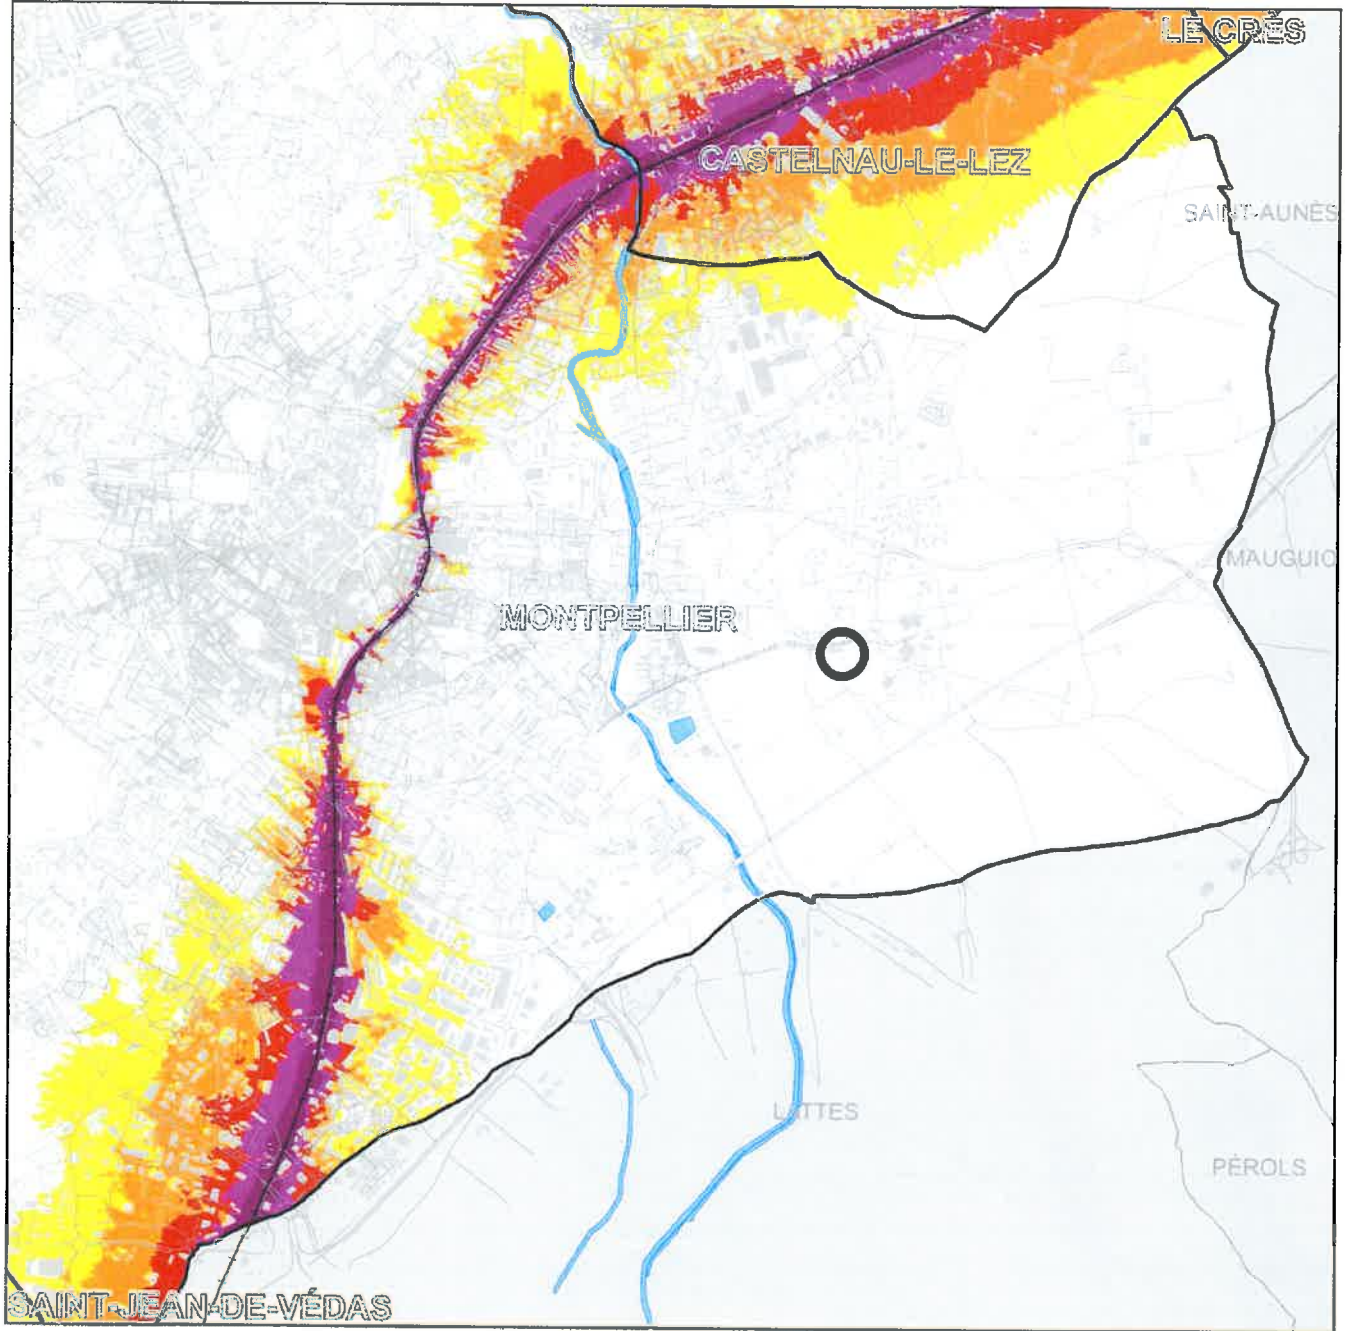 LE CRÈS
CASTELNAU-LE-LEZ
SAINT-AUNÈS
MAUGUIO
MONTPELLIER
LATTES
PÉROLS
SAINT-JEAN-DE-VÉDAS